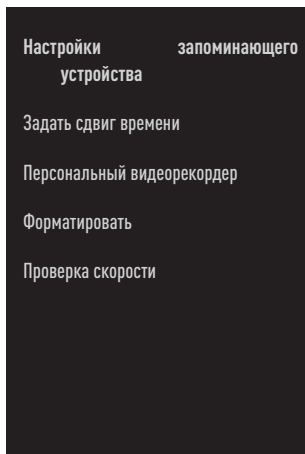 Настройки запоминающего
устройства
Задать сдвиг времени
Персональный видеорекордер
Форматировать
Проверка скорости